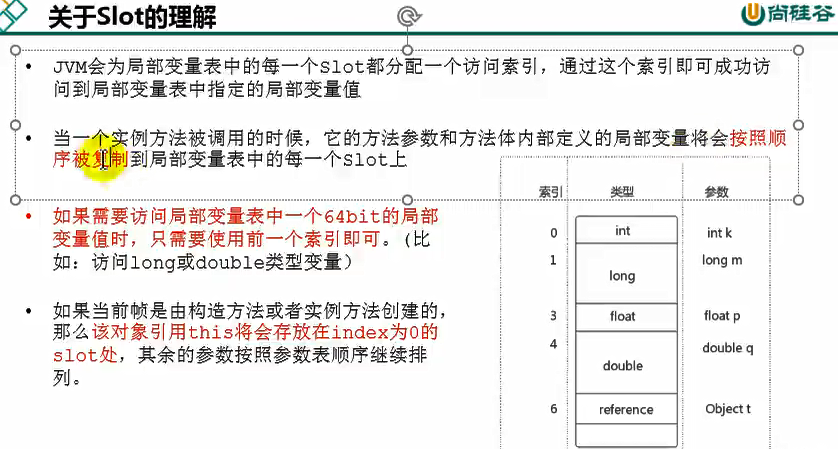 关于Slot的理解
尚硅谷
• JVM会为局部变量表中的每一个Slot都分配一个访问索引，通过这个索引即可成功访
问到局部变量表中指定的局部变量值
• 当一个实例方法被调用的时候，它的方法参数和方法体内部定义的局部变量将会按照顺
序被复制到局部变量表中的每一个Slot上
• 如果需要访问局部变量表中一个64bit的局部
变量值时，只需要使用前一个索引即可。(比
如：访问long或double类型变量）
• 如果当前帧是由构造方法或者实例方法创建的，
那么该对象引用this将会存放在index为0的
slot处，其余的参数按照参数表顺序继续排
列。
索引 类型 参数
0 int int k
1 long long m
3 float float p
4 double double q
6 reference Object t